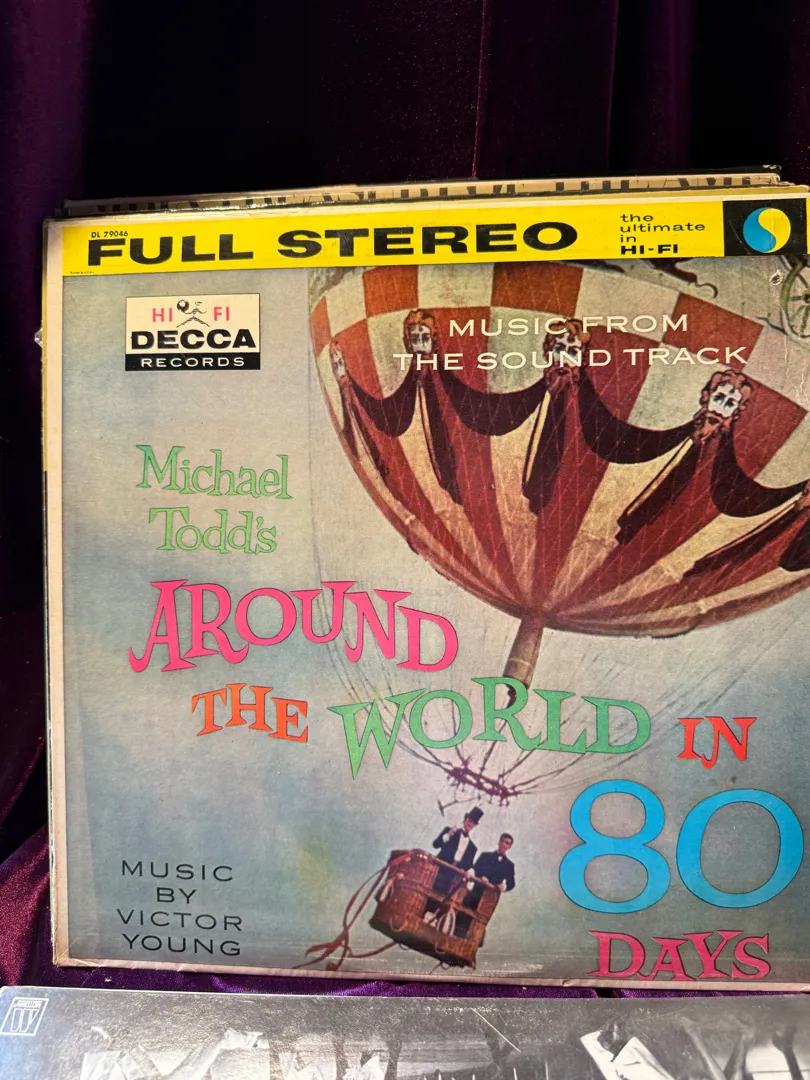 DL 79046
FULL STEREO
the
ultimate
in
HI-FI
HI FI
DECCA
RECORDS
MUSIC FROM
THE SOUND TRACK
Michael
Todd's
AROUND
THE WORLD IN
80
DAYS
MUSIC
BY
VICTOR
YOUNG